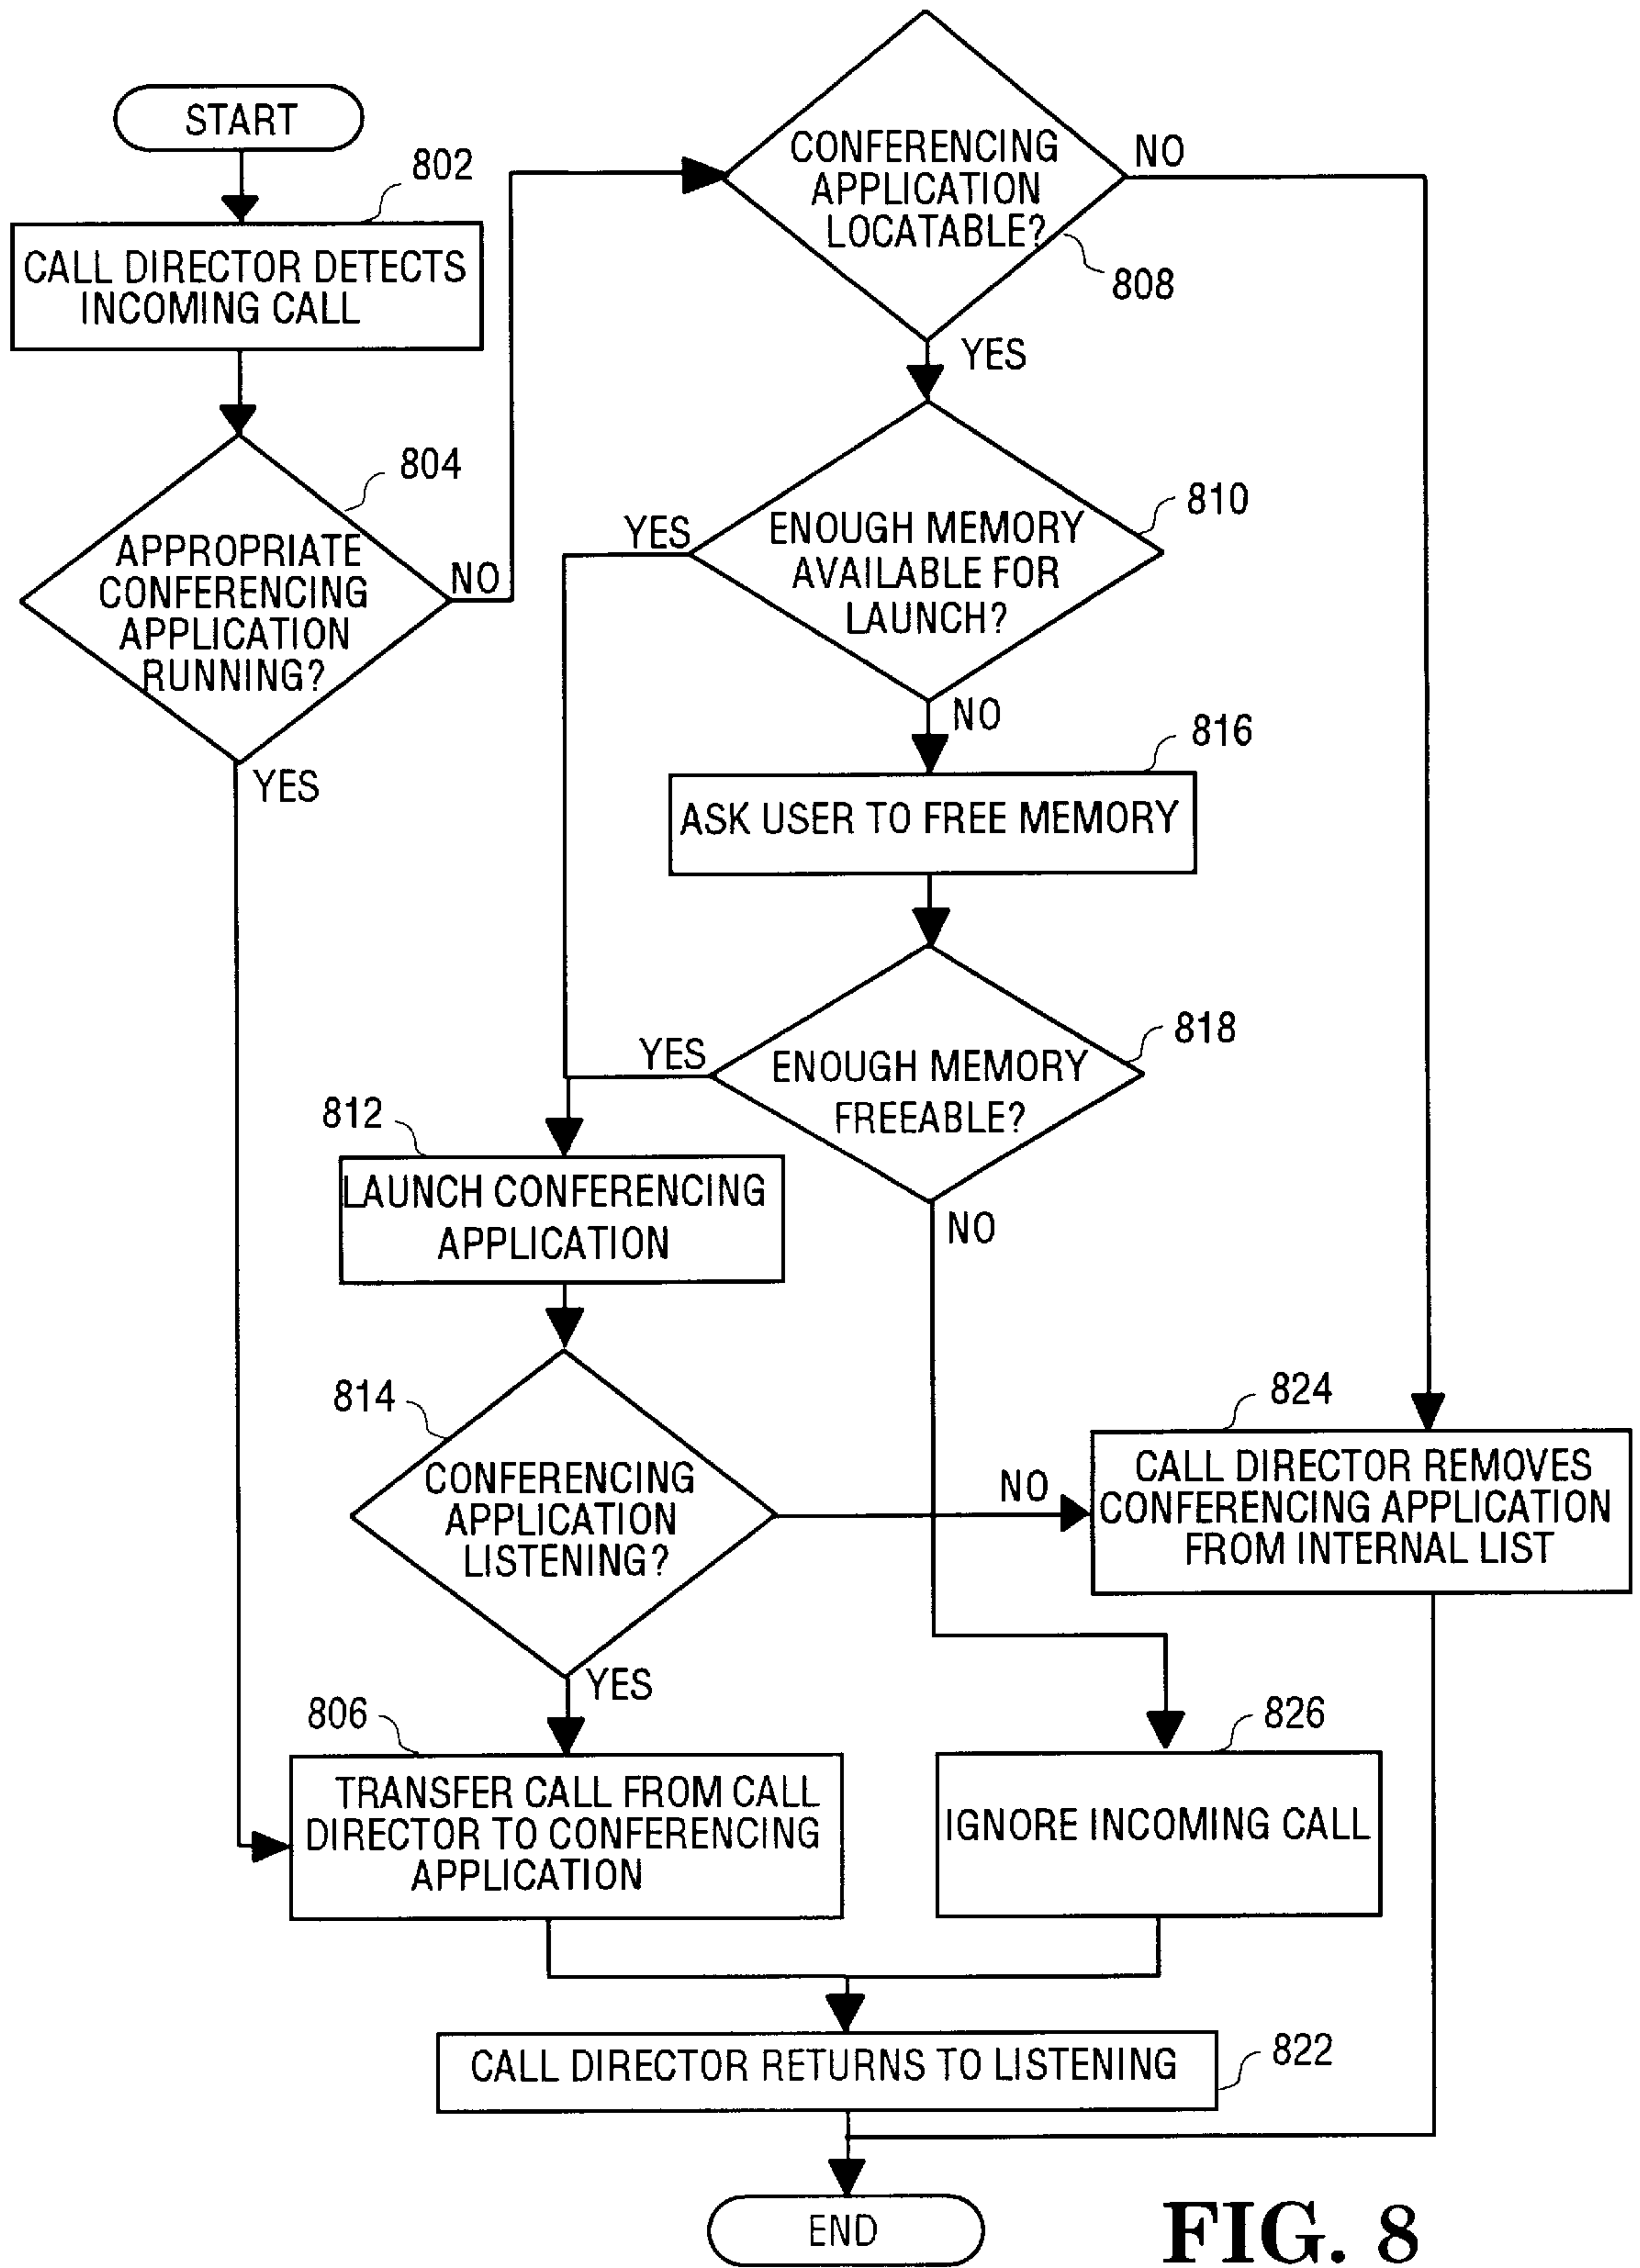 START
802
CALL DIRECTOR DETECTS
INCOMING CALL
804
APPROPRIATE
CONFERENCING
APPLICATION
RUNNING?
NO
YES
CONFERENCING
APPLICATION
LOCATABLE?
NO
808
YES
810
ENOUGH MEMORY
AVAILABLE FOR
LAUNCH?
YES
NO
816
ASK USER TO FREE MEMORY
818
ENOUGH MEMORY
FREEABLE?
YES
NO
812
LAUNCH CONFERENCING
APPLICATION
814
CONFERENCING
APPLICATION
LISTENING?
NO
YES
824
CALL DIRECTOR REMOVES
CONFERENCING APPLICATION
FROM INTERNAL LIST
806
TRANSFER CALL FROM CALL
DIRECTOR TO CONFERENCING
APPLICATION
826
IGNORE INCOMING CALL
CALL DIRECTOR RETURNS TO LISTENING
822
END
FIG. 8